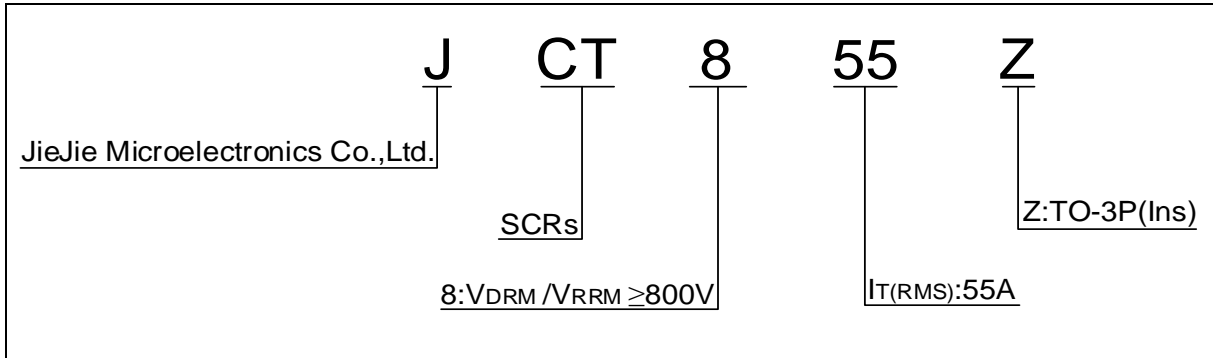 J CT 8 55 Z
JieJie Microelectronics Co.,Ltd.
SCRs
Z:TO-3P(Ins)
8:VDRM /VRRM ≥800V
IT(RMS):55A